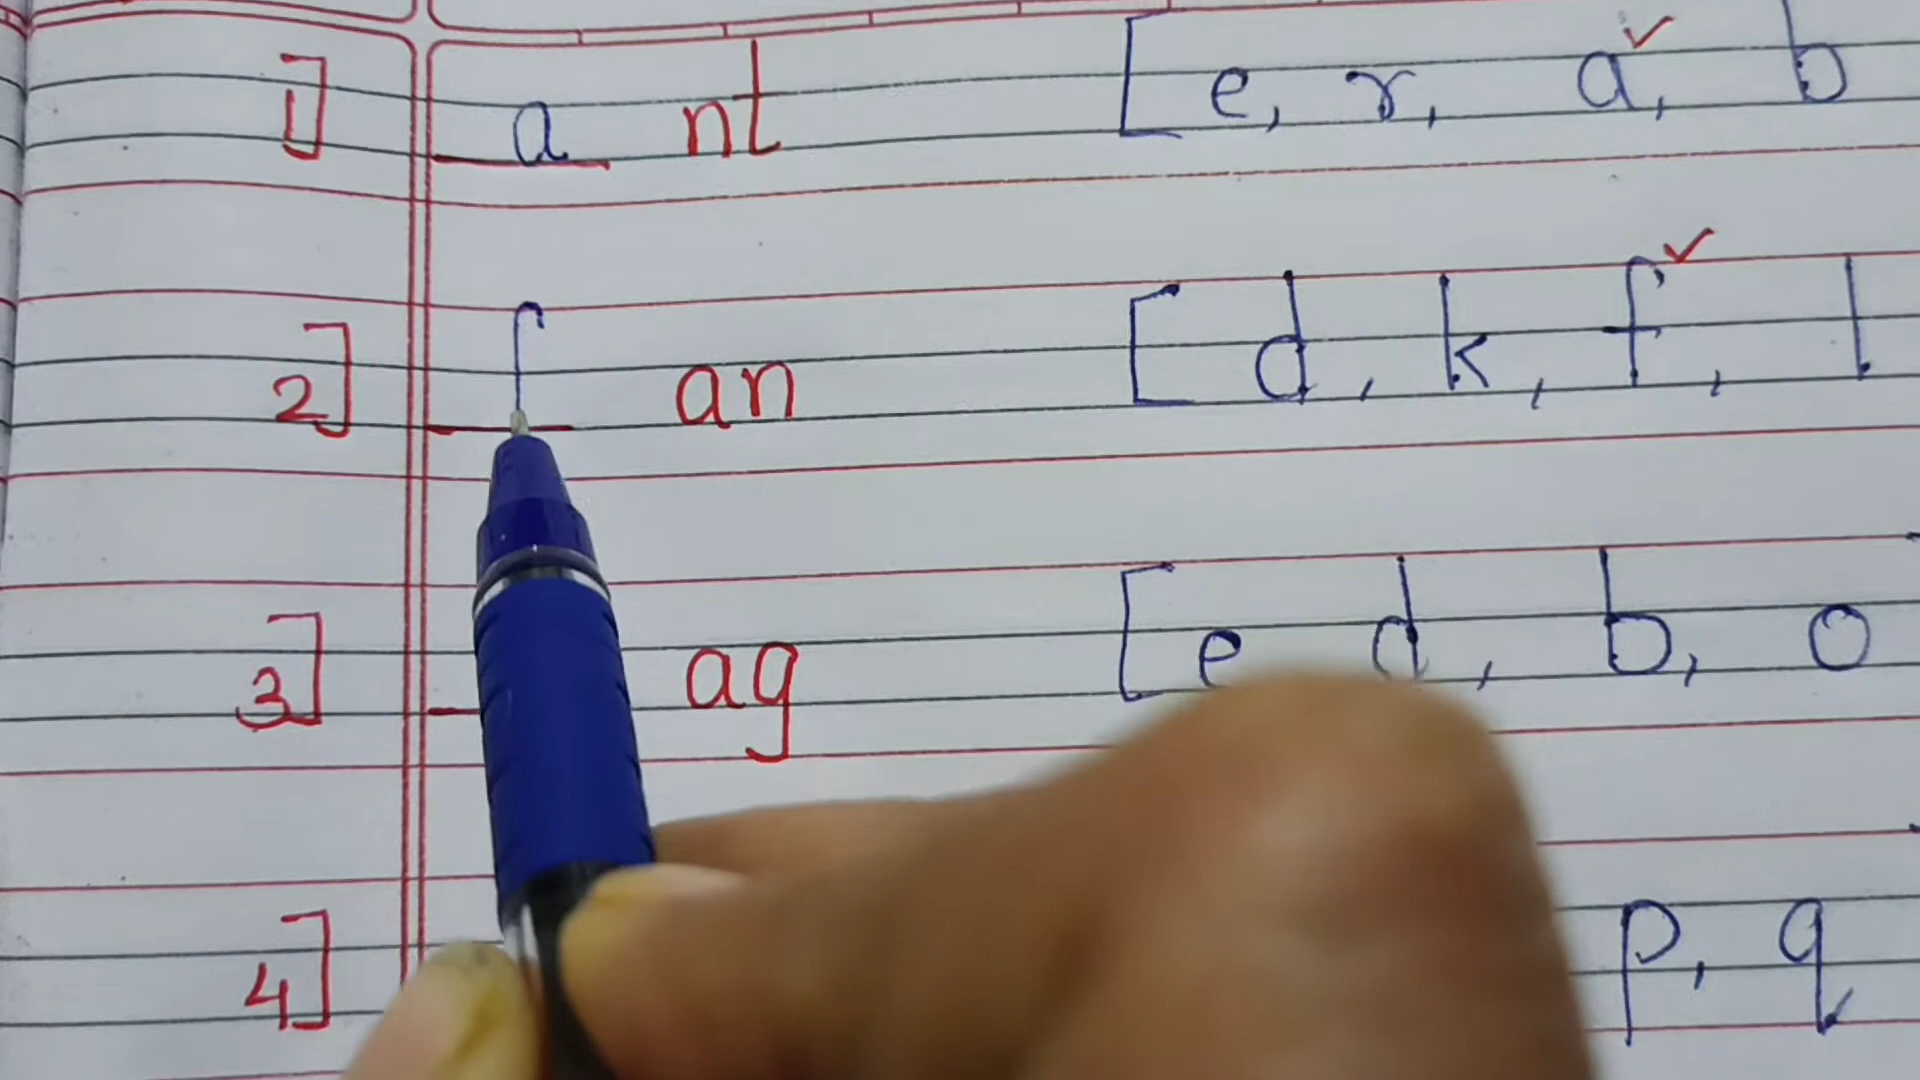 1] a nt [ e, r, a, b
2] f an [ d, k, f, l
3] _ ag [ e d, b, o
4] p, q